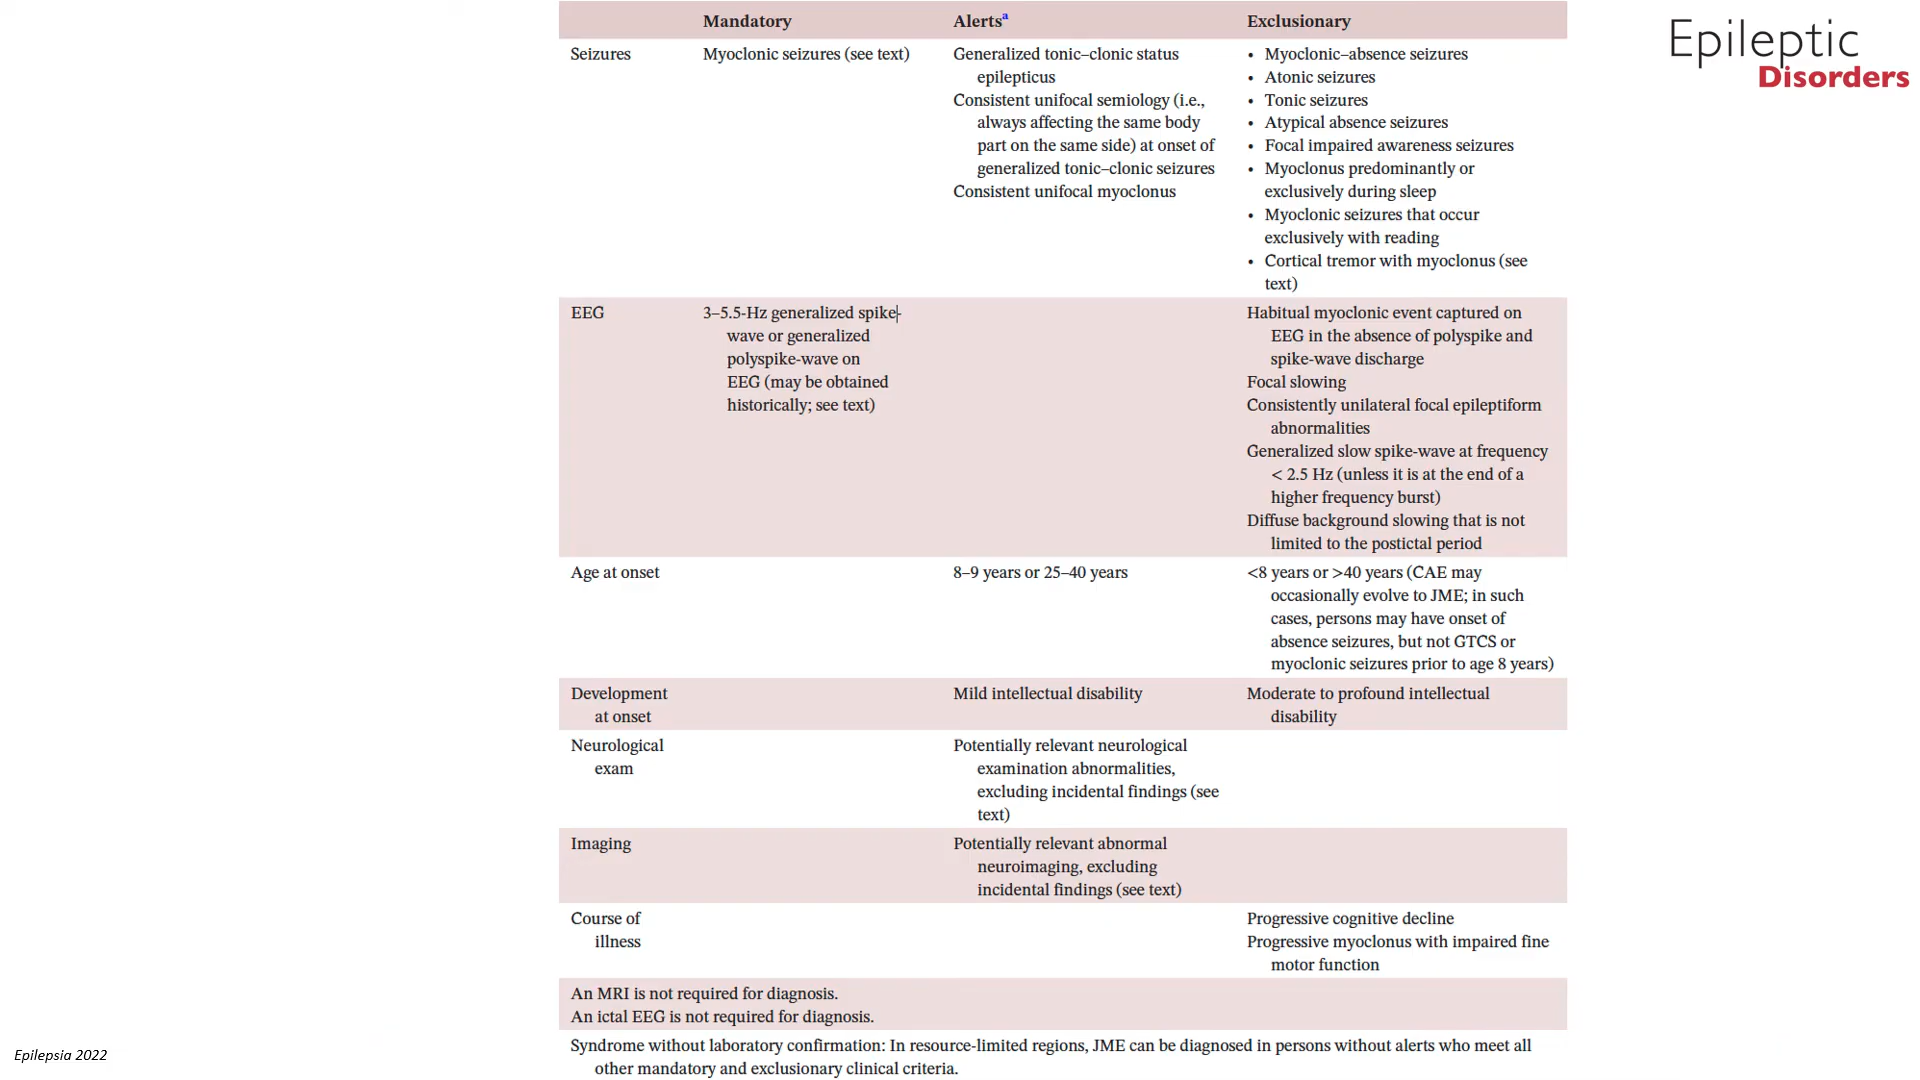 Mandatory Alertsa Exclusionary
Epileptic
Disorders
Seizures
Myoclonic seizures (see text)
Generalized tonic–clonic status
epilepticus
Consistent unifocal semiology (i.e.,
always affecting the same body
part on the same side) at onset of
generalized tonic–clonic seizures
Consistent unifocal myoclonus
• Myoclonic–absence seizures
• Atonic seizures
• Tonic seizures
• Atypical absence seizures
• Focal impaired awareness seizures
• Myoclonus predominantly or
exclusively during sleep
• Myoclonic seizures that occur
exclusively with reading
• Cortical tremor with myoclonus (see
text)
EEG
3–5.5-Hz generalized spike-
wave or generalized
polyspike-wave on
EEG (may be obtained
historically; see text)
Habitual myoclonic event captured on
EEG in the absence of polyspike and
spike-wave discharge
Focal slowing
Consistently unilateral focal epileptiform
abnormalities
Generalized slow spike-wave at frequency
< 2.5 Hz (unless it is at the end of a
higher frequency burst)
Diffuse background slowing that is not
limited to the postictal period
Age at onset
8–9 years or 25–40 years
<8 years or >40 years (CAE may
occasionally evolve to JME; in such
cases, persons may have onset of
absence seizures, but not GTCS or
myoclonic seizures prior to age 8 years)
Development
at onset
Mild intellectual disability
Moderate to profound intellectual
disability
Neurological
exam
Potentially relevant neurological
examination abnormalities,
excluding incidental findings (see
text)
Imaging
Potentially relevant abnormal
neuroimaging, excluding
incidental findings (see text)
Course of
illness
Progressive cognitive decline
Progressive myoclonus with impaired fine
motor function
An MRI is not required for diagnosis.
An ictal EEG is not required for diagnosis.
Syndrome without laboratory confirmation: In resource-limited regions, JME can be diagnosed in persons without alerts who meet all
other mandatory and exclusionary clinical criteria.
Epilepsia 2022